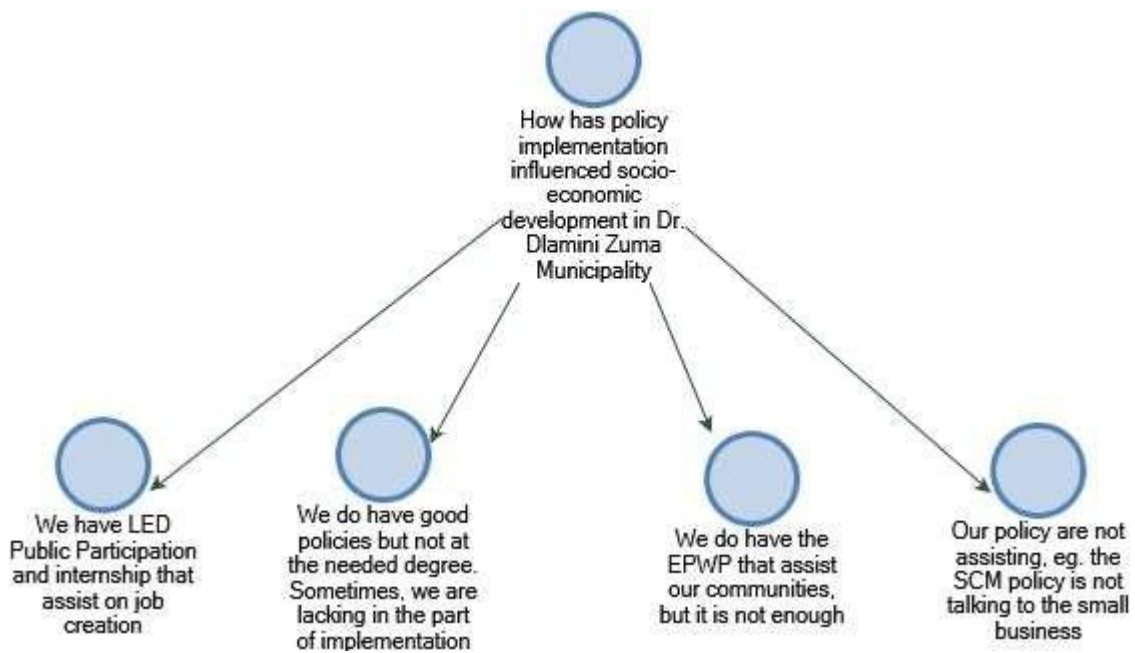 How has policy
implementation
influenced socio-
economic
development in Dr.
Dlamini Zuma
Municipality
We have LED
Public Participation
and internship that
assist on job
creation
We do have good
policies but not at
the needed degree.
Sometimes, we are
lacking in the part
of implementation
We do have the
EPWP that assist
our communities,
but it is not enough
Our policy are not
assisting, eg. the
SCM policy is not
talking to the small
business